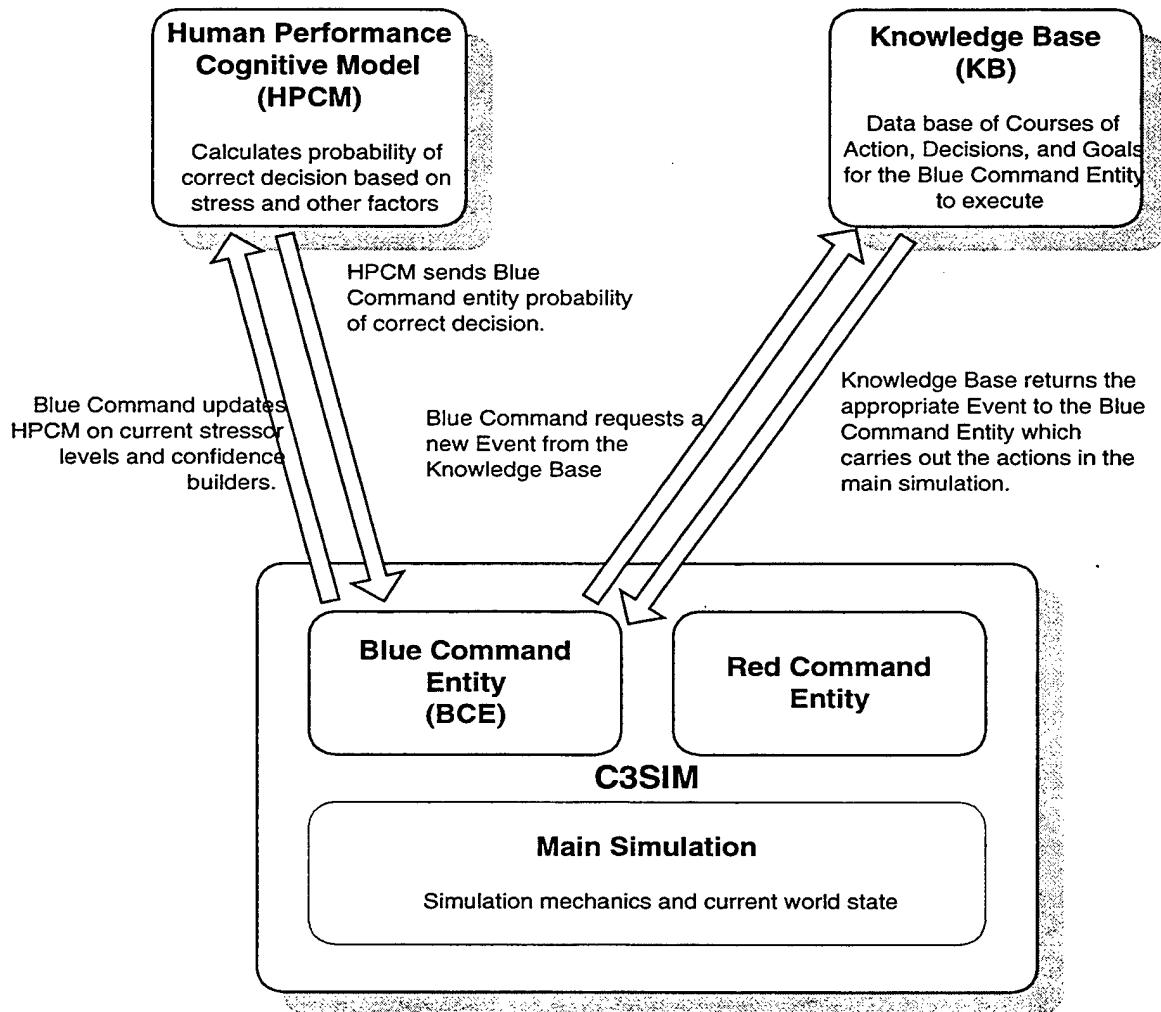 Human Performance
Cognitive Model
(HPCM)
Calculates probability of
correct decision based on
stress and other factors
Knowledge Base
(KB)
Data base of Courses of
Action, Decisions, and Goals
for the Blue Command Entity
to execute
HPCM sends Blue
Command entity probability
of correct decision.
Blue Command updates
HPCM on current stressor
levels and confidence
builders.
Blue Command requests a
new Event from the
Knowledge Base
Knowledge Base returns the
appropriate Event to the Blue
Command Entity which
carries out the actions in the
main simulation.
Blue Command
Entity
(BCE)
Red Command
Entity
C3SIM
Main Simulation
Simulation mechanics and current world state